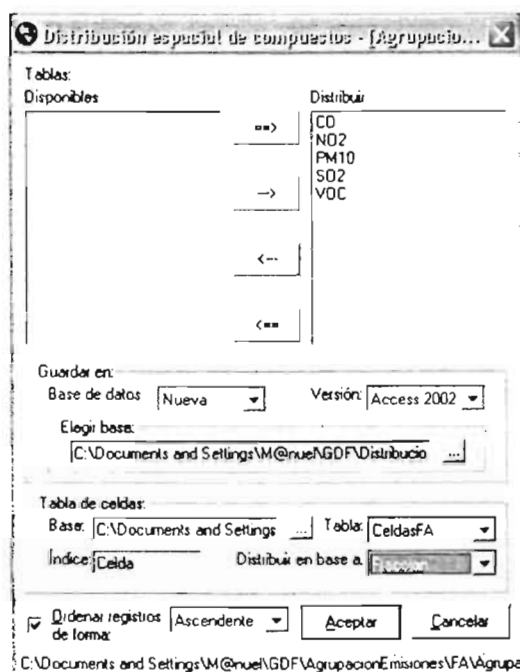 Distribución espacial de compuestos - [Agrupacio...
Tablas:
Disponibles
Distribuir
==>
-->
<--
<==
CO
NO2
PM10
SO2
VOC
Guardar en:
Base de datos Nueva Versión: Access 2002
Elegir base:
C:\Documents and Settings\M@nuel\GDF\Distribucio ...
Tabla de celdas:
Base: C:\Documents and Settings ... Tabla: CeldasFA
Índice: Celda Distribuir en base a: Fraccion
Ordenar registros de forma: Ascendente Aceptar Cancelar
C:\Documents and Settings\M@nuel\GDF\AgrupacionEmisiones\FA\Agrupa